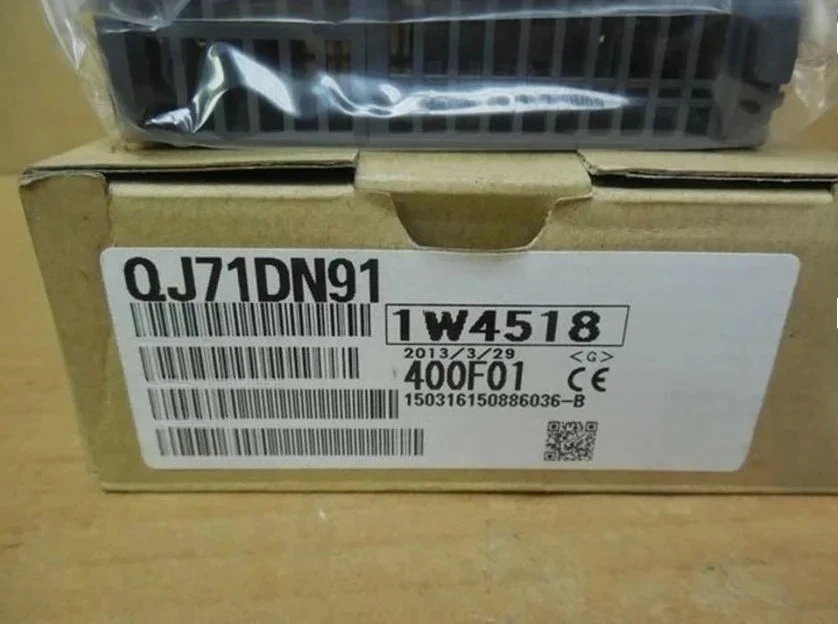 QJ71DN91
1W4518
2013/3/29 <G>
400F01 CE
150316150886036-B